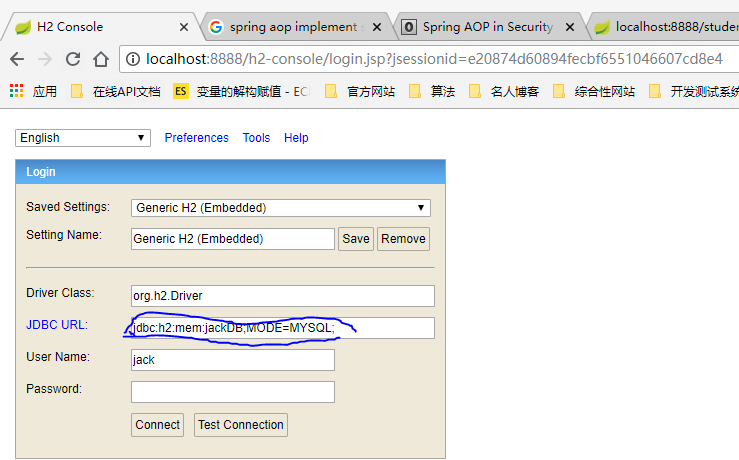 H2 Console
spring aop implement
Spring AOP in Security
localhost:8888/studen
localhost:8888/h2-console/login.jsp?jsessionid=e20874d60894fecbf6551046607cd8e4
应用 在线API文档 ES 变量的解构赋值 - EC 官方网站 算法 名人博客 综合性网站 开发测试系统
English Preferences Tools Help
Login
Saved Settings: Generic H2 (Embedded)
Setting Name: Generic H2 (Embedded) Save Remove
Driver Class: org.h2.Driver
JDBC URL: jdbc:h2:mem:jackDB;MODE=MYSQL;
User Name: jack
Password:
Connect Test Connection